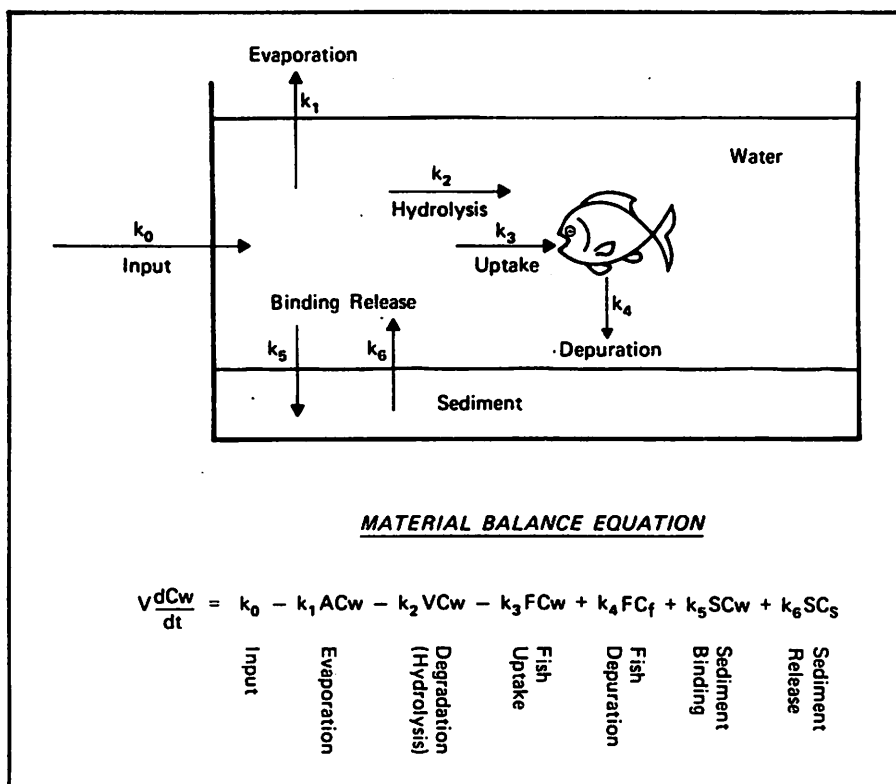 Evaporation
k₁
Water
k₂
Hydrolysis
k₀
Input
k₃
Uptake
k₄
Depuration
Binding Release
k₅
k₆
Sediment
MATERIAL BALANCE EQUATION
V dCw/dt = k₀ − k₁ACw − k₂VCw − k₃FCw + k₄FC_f + k₅SCw + k₆SC_s
Input
Evaporation
Degradation
(Hydrolysis)
Fish
Uptake
Fish
Depuration
Sediment
Binding
Sediment
Release